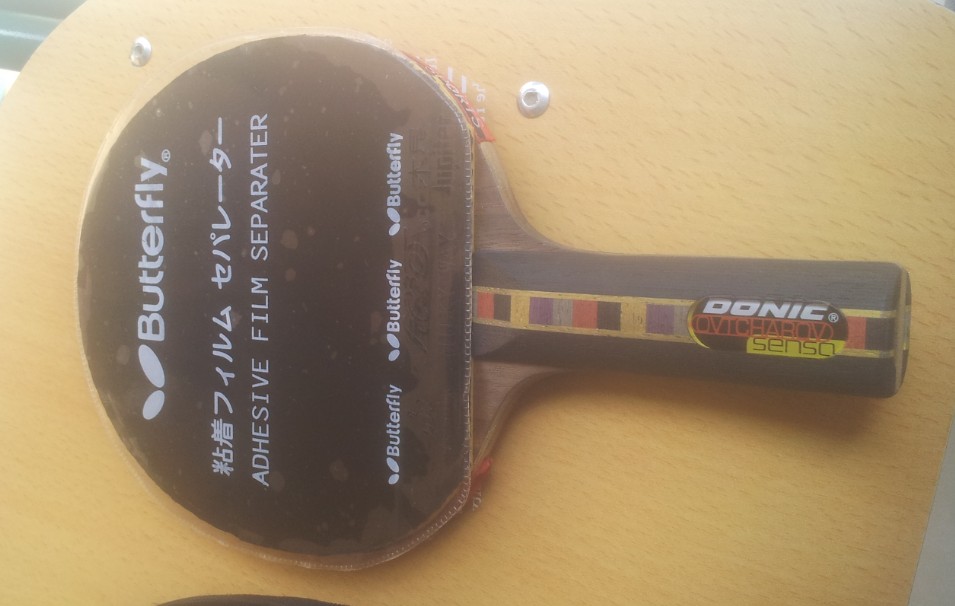 Butterfly®
粘着フィルム セパレーター
ADHESIVE FILM SEPARATER
Butterfly Butterfly Butterfly
DONIC®
OVTCHAROV
senso